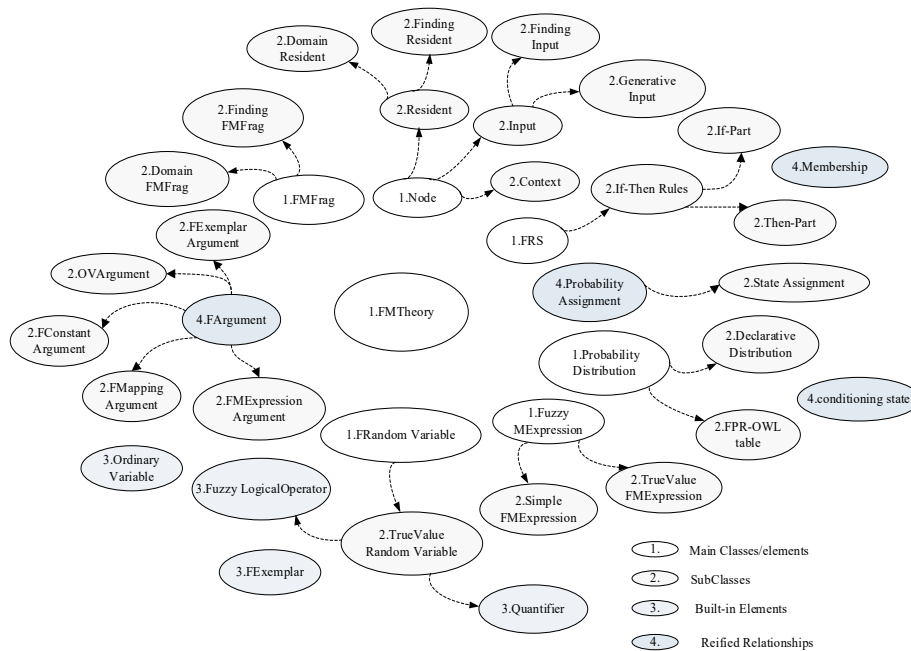 2.Domain
Resident
2.Finding
Resident
2.Finding
Input
2.Generative
Input
2.Finding
FMFrag
2.Resident
2.Input
2.If-Part
4.Membership
2.Domain
FMFrag
1.FMFrag
1.Node
2.Context
2.If-Then Rules
2.Then-Part
2.FExemplar
Argument
1.FRS
2.OVArgument
4.Probability
Assignment
2.State Assignment
4.FArgument
1.FMTheory
2.FConstant
Argument
2.Declarative
Distribution
1.Probability
Distribution
2.FMapping
Argument
2.FMExpression
Argument
4.conditioning state
1.Fuzzy
MExpression
1.FRandom Variable
2.FPR-OWL
table
3.Ordinary
Variable
3.Fuzzy LogicalOperator
2.Simple
FMExpression
2.TrueValue
FMExpression
2.TrueValue
Random Variable
3.FExemplar
3.Quantifier
1. Main Classes/elements
2. SubClasses
3. Built-in Elements
4. Reified Relationships